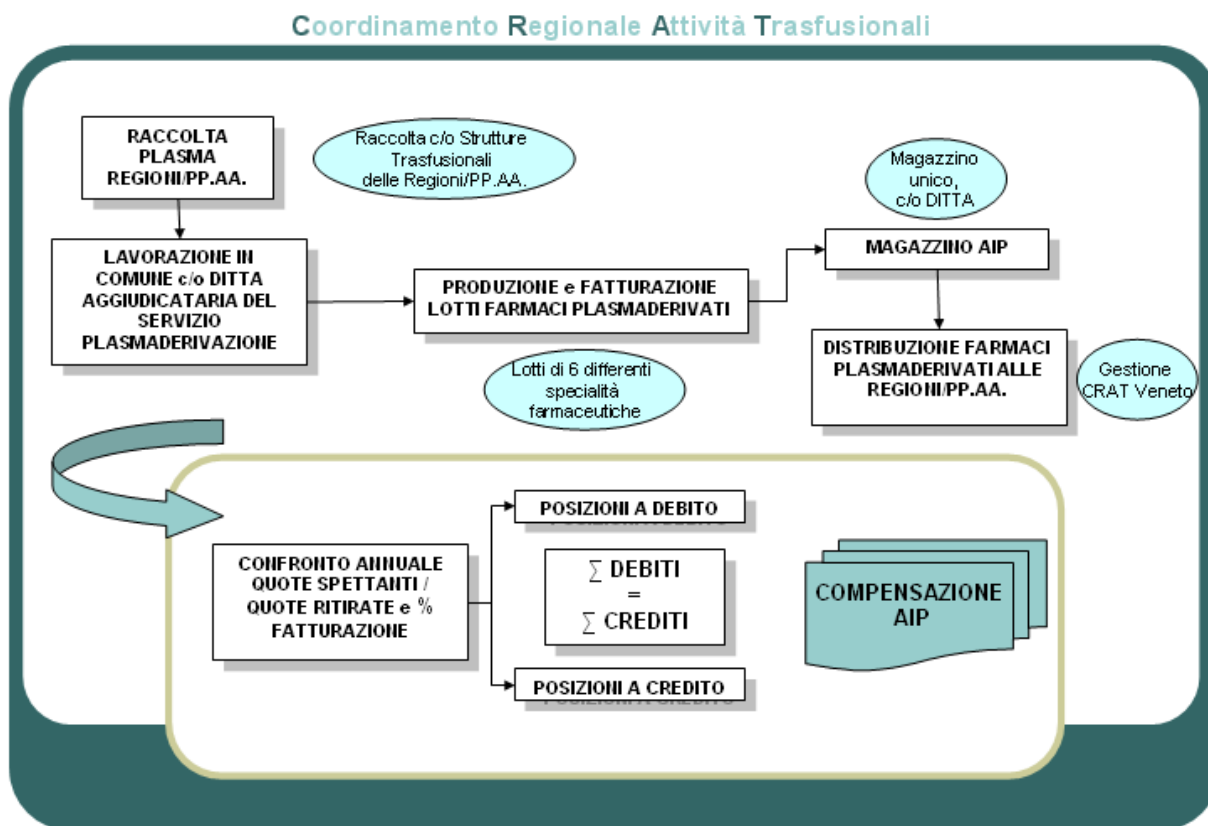 Coordinamento Regionale Attività Trasfusionali
RACCOLTA
PLASMA
REGIONI/PP.AA.
Raccolta c/o Strutture
Trasfusionali
delle Regioni/PP.AA.
Magazzino
unico,
c/o DITTA
LAVORAZIONE IN
COMUNE c/o DITTA
AGGIUDICATARIA DEL
SERVIZIO
PLASMADERIVAZIONE
PRODUZIONE e FATTURAZIONE
LOTTI FARMACI PLASMADERIVATI
MAGAZZINO AIP
Lotti di 6 differenti
specialità
farmaceutiche
DISTRIBUZIONE FARMACI
PLASMADERIVATI ALLE
REGIONI/PP.AA.
Gestione
CRAT Veneto
CONFRONTO ANNUALE
QUOTE SPETTANTI /
QUOTE RITIRATE e %
FATTURAZIONE
POSIZIONI A DEBITO
∑ DEBITI
=
∑ CREDITI
POSIZIONI A CREDITO
COMPENSAZIONE
AIP